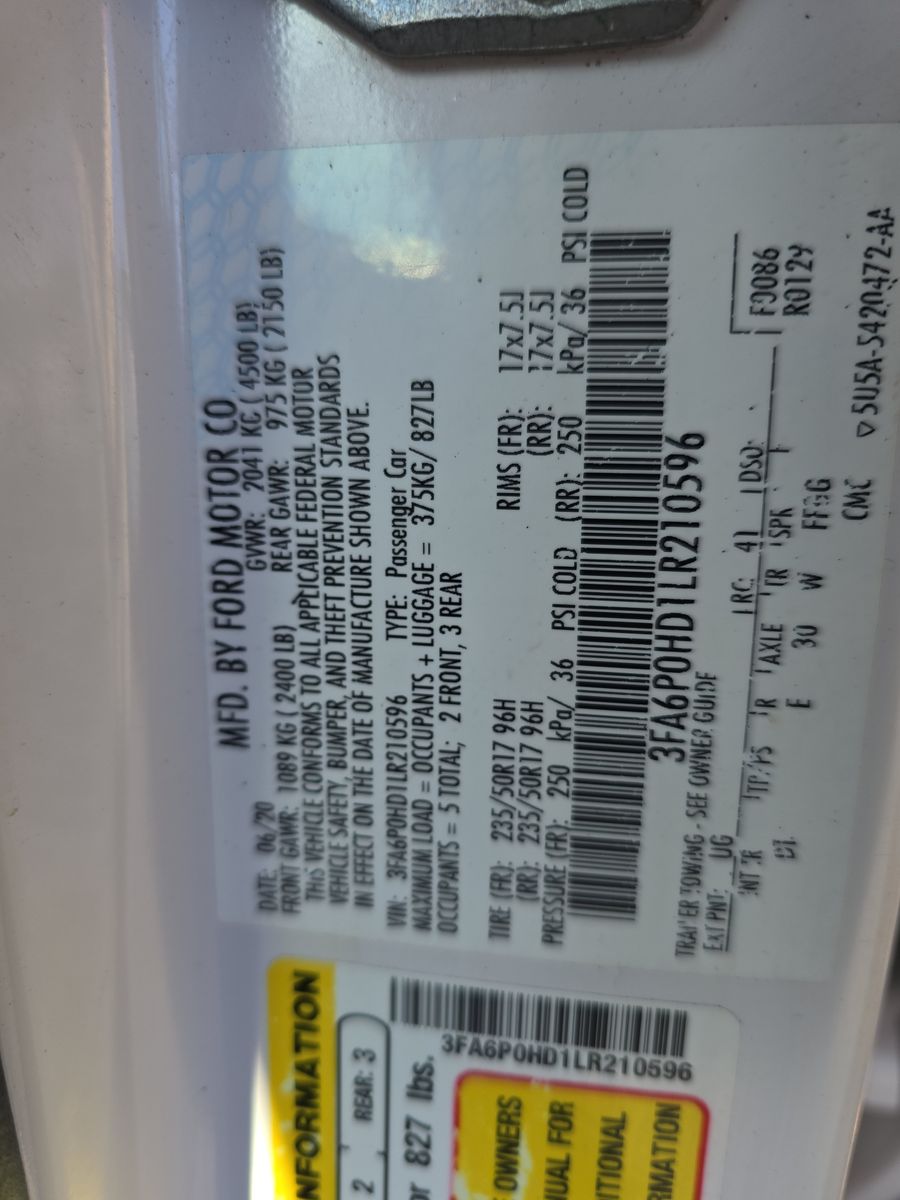 MFD. BY FORD MOTOR CO.
DATE: 06/20 GVWR: 2041 KG ( 4500 LB)
FRONT GAWR: 1089 KG ( 2400 LB) REAR GAWR: 975 KG ( 2150 LB)
THIS VEHICLE CONFORMS TO ALL APPLICABLE FEDERAL MOTOR
VEHICLE SAFETY, BUMPER, AND THEFT PREVENTION STANDARDS
IN EFFECT ON THE DATE OF MANUFACTURE SHOWN ABOVE.
VIN: 3FA6P0HD1LR210596 TYPE: Passenger Car
MAXIMUM LOAD = OCCUPANTS + LUGGAGE = 375KG/ 827LB
OCCUPANTS = 5 TOTAL; 2 FRONT, 3 REAR
TIRE (FR): 235/50R17 96H RIMS (FR): 17x7.5J
(RR): 235/50R17 96H (RR): 17x7.5J
PRESSURE (FR): 250 kPa/ 36 PSI COLD (RR): 250 kPa/ 36 PSI COLD
3FA6P0HD1LR210596
TRAILER TOWING - SEE OWNER GUIDE
EXT PNT: UG RC: 41 DSO: F0086
INT TR TP/PS R AXLE TR SPK R0129
E 30 W
CMC
5U5A-5420472-AA
NFORMATION
2 REAR: 3
or 827 lbs.
3FA6P0HD1LR210596
OWNERS
UAL FOR
ITIONAL
RMATION